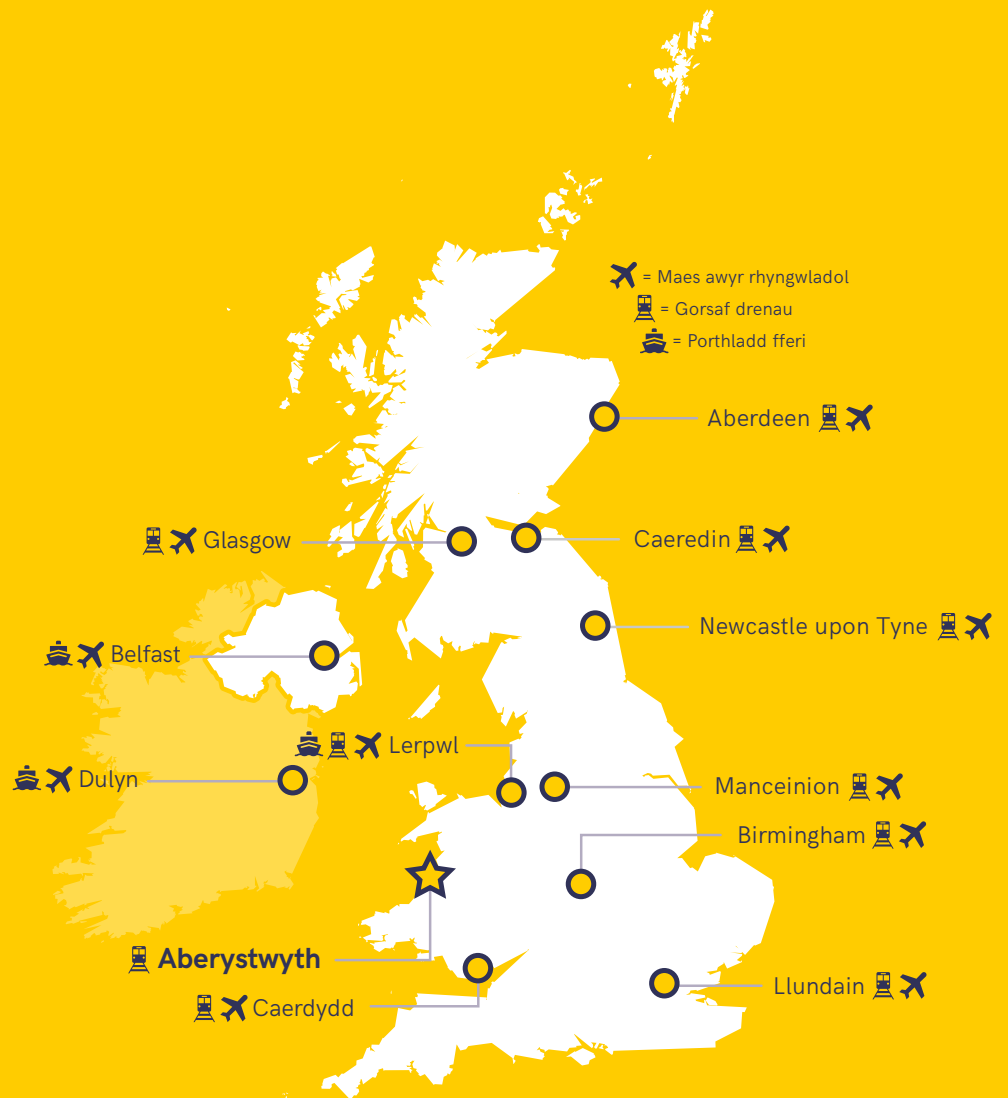 = Maes awyr rhyngwladol
= Gorsaf drenau
= Porthladd fferi
Aberdeen
Glasgow
Caeredin
Newcastle upon Tyne
Belfast
Lerpwl
Dulyn
Manceinion
Birmingham
Aberystwyth
Llundain
Caerdydd